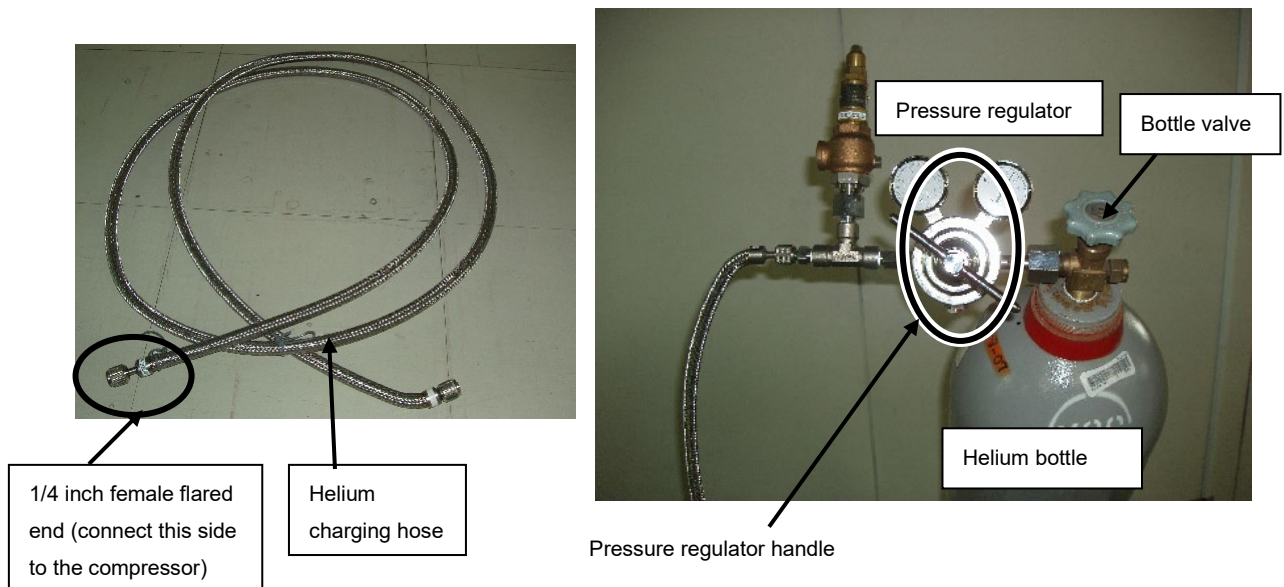 Pressure regulator
Bottle valve
Helium bottle
1/4 inch female flared
end (connect this side
to the compressor)
Helium
charging hose
Pressure regulator handle